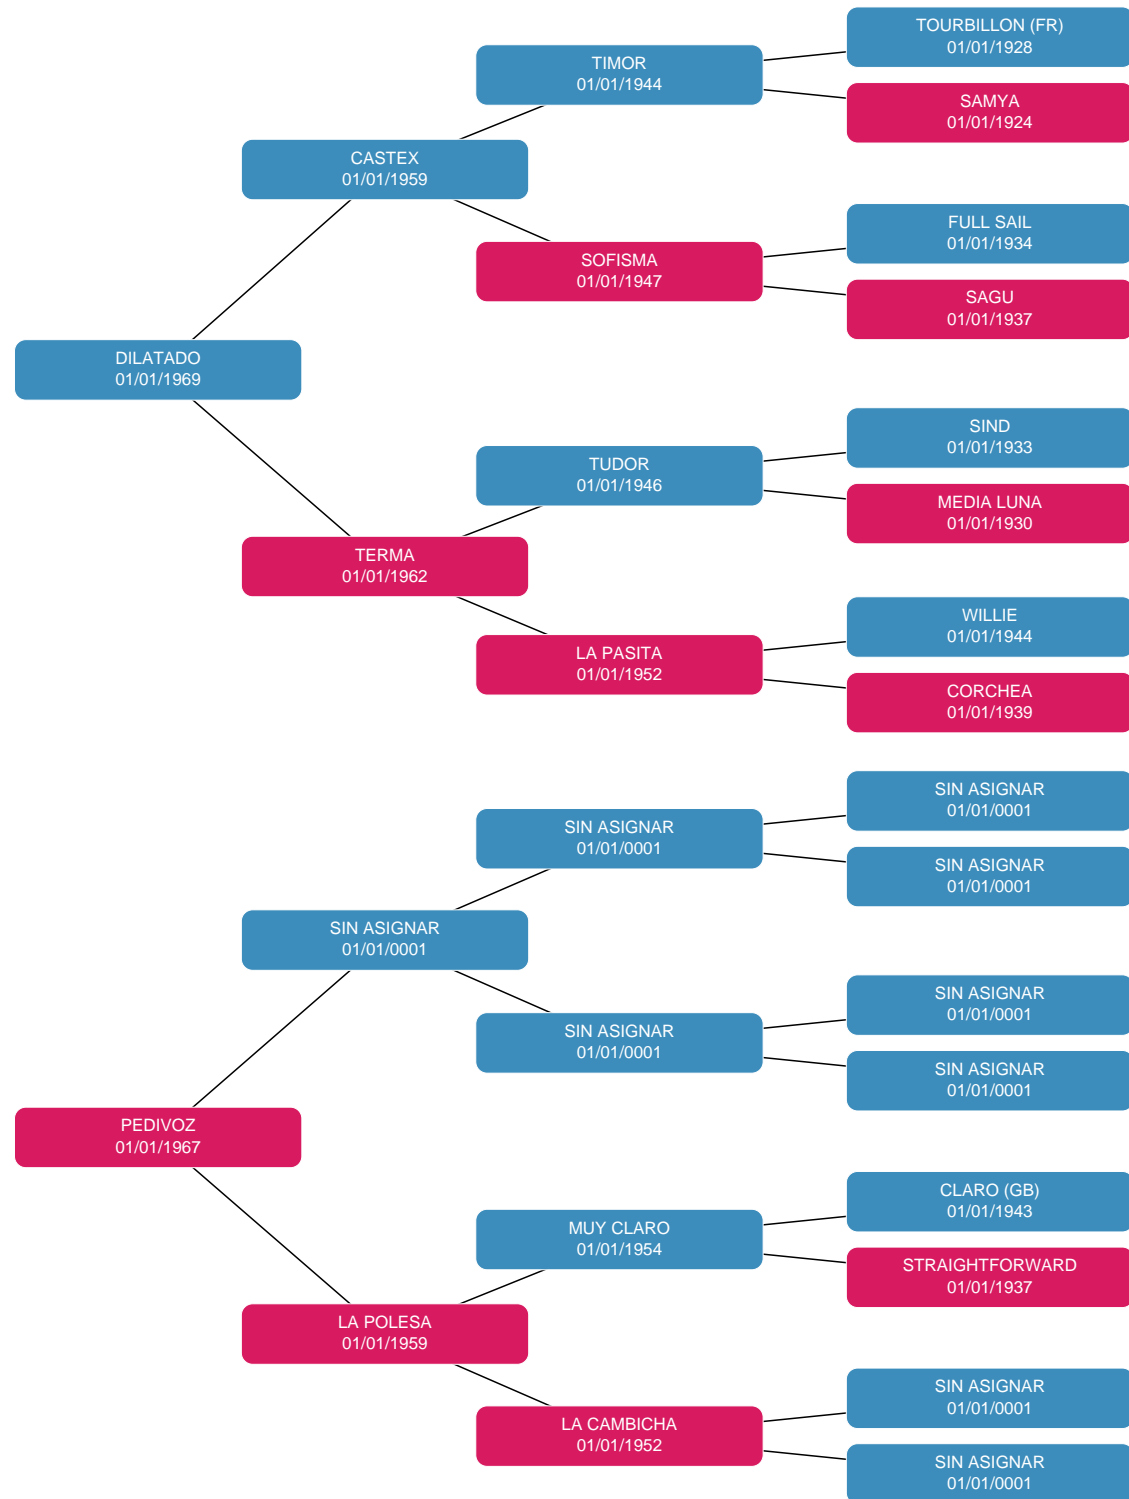 TOURBILLON (FR)
01/01/1928
TIMOR
01/01/1944
SAMYA
01/01/1924
CASTEX
01/01/1959
FULL SAIL
01/01/1934
SOFISMA
01/01/1947
SAGU
01/01/1937
DILATADO
01/01/1969
SIND
01/01/1933
TUDOR
01/01/1946
MEDIA LUNA
01/01/1930
TERMA
01/01/1962
WILLIE
01/01/1944
LA PASITA
01/01/1952
CORCHEA
01/01/1939
SIN ASIGNAR
01/01/0001
SIN ASIGNAR
01/01/0001
SIN ASIGNAR
01/01/0001
SIN ASIGNAR
01/01/0001
SIN ASIGNAR
01/01/0001
SIN ASIGNAR
01/01/0001
SIN ASIGNAR
01/01/0001
PEDIVOZ
01/01/1967
CLARO (GB)
01/01/1943
MUY CLARO
01/01/1954
STRAIGHTFORWARD
01/01/1937
LA POLESA
01/01/1959
SIN ASIGNAR
01/01/0001
LA CAMBICHA
01/01/1952
SIN ASIGNAR
01/01/0001